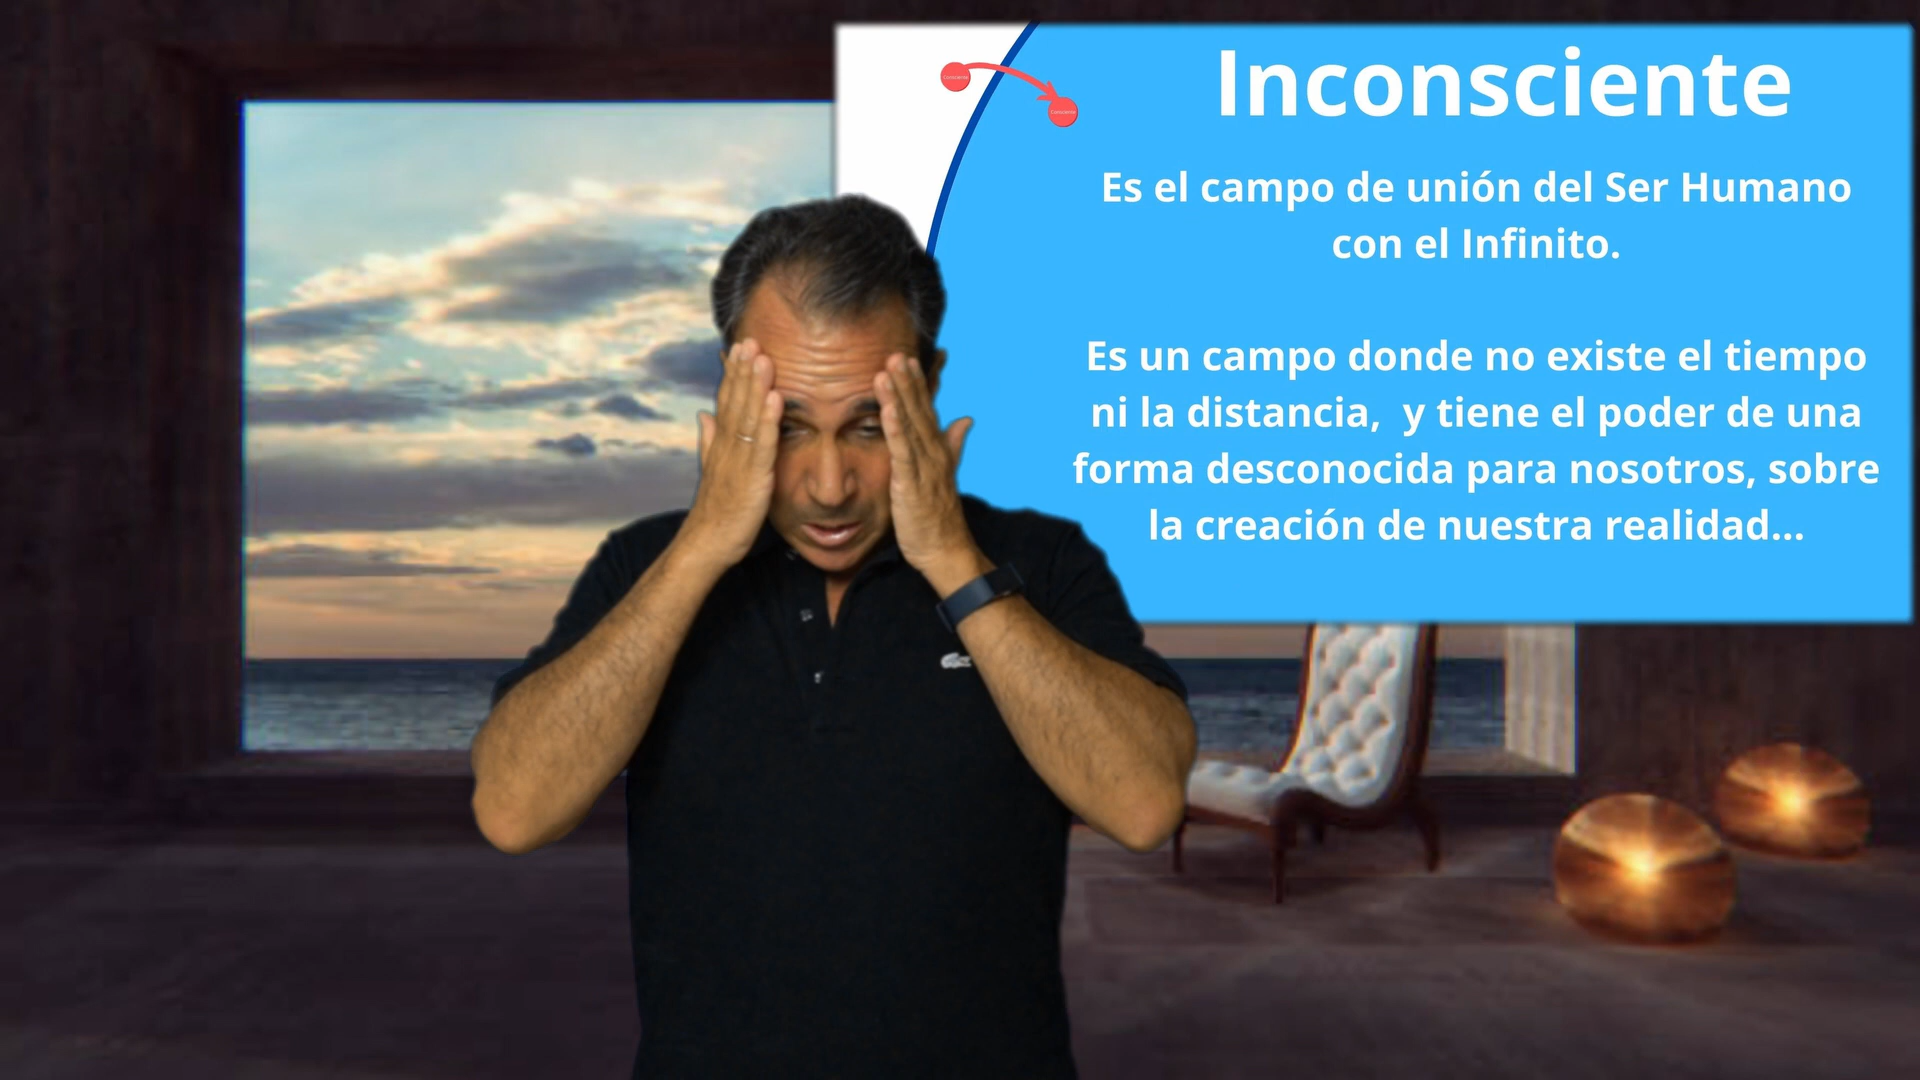 Inconsciente
Consciente
Consciente
Es el campo de unión del Ser Humano
con el Infinito.
Es un campo donde no existe el tiempo
ni la distancia,  y tiene el poder de una
forma desconocida para nosotros, sobre
la creación de nuestra realidad...